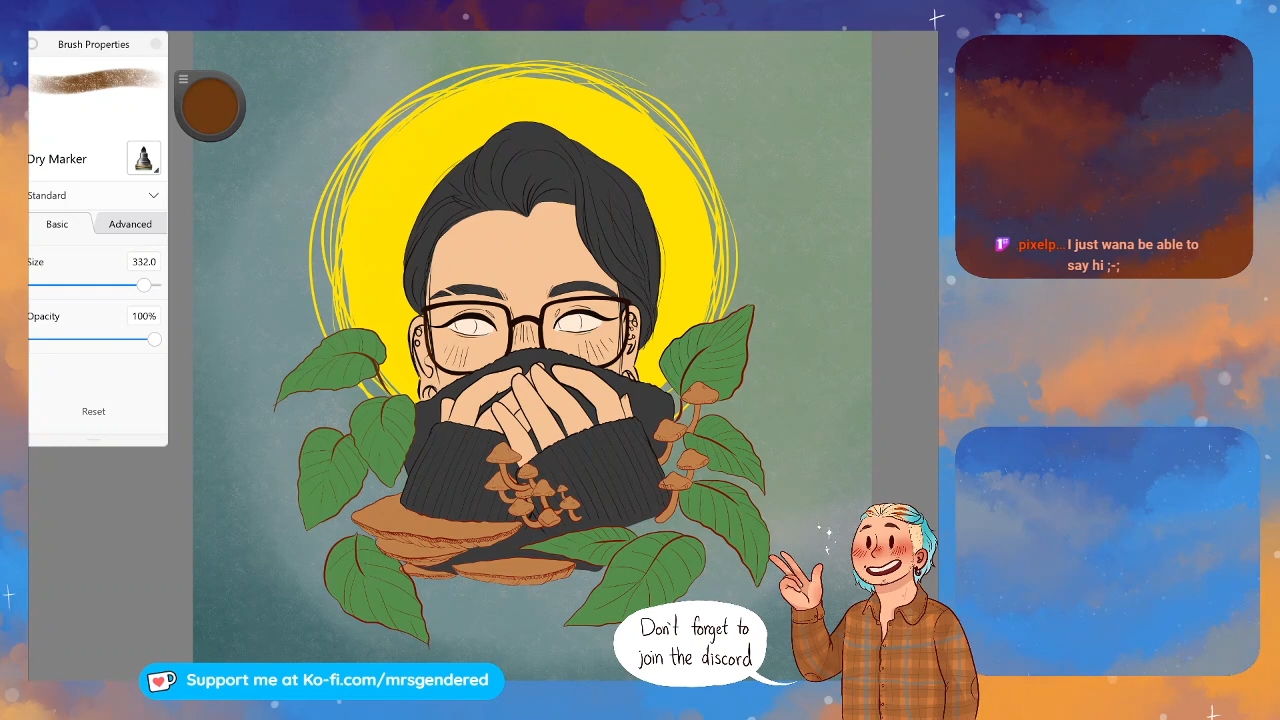 Brush Properties
Dry Marker
Standard
Basic
Advanced
Size
332.0
Opacity
100%
Reset
pixelp... I just wana be able to
say hi ;-;
Don't forget to
join the discord
Support me at Ko-fi.com/mrsgendered